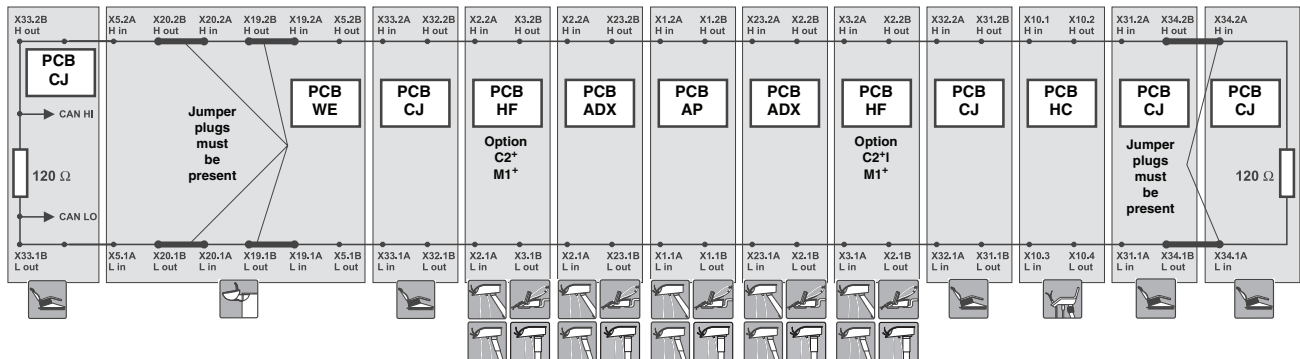 X33.2B X5.2A X20.2B X20.2A X19.2B X19.2A X5.2B X33.2A X32.2B X2.2A X3.2B X2.2A X23.2B X1.2A X1.2B X23.2A X2.2B X3.2A X2.2B X32.2A X31.2B X10.1 X10.2 X31.2A X34.2B X34.2A
H out H in H out H in H out H in H out H in H out H in H out H in H out H in H out H in H out H in H out H in H out H in H out H in H out H in
PCB CJ
CAN HI
120 Ω
CAN LO
Jumper
plugs
must
be
present
PCB
WE
PCB
CJ
PCB
HF
Option
C2+
M1+
PCB
ADX
PCB
AP
PCB
ADX
PCB
HF
Option
C2+I
M1+
PCB
CJ
PCB
HC
PCB
CJ
Jumper
plugs
must
be
present
PCB
CJ
120 Ω
X33.1B X5.1A X20.1B X20.1A X19.1B X19.1A X5.1B X33.1A X32.1B X2.1A X3.1B X2.1A X23.1B X1.1A X1.1B X23.1A X2.1B X3.1A X2.1B X32.1A X31.1B X10.3 X10.4 X31.1A X34.1B X34.1A
L out L in L out L in L out L in L out L in L out L in L out L in L out L in L out L in L out L in L out L in L out L in L out L in L out L in